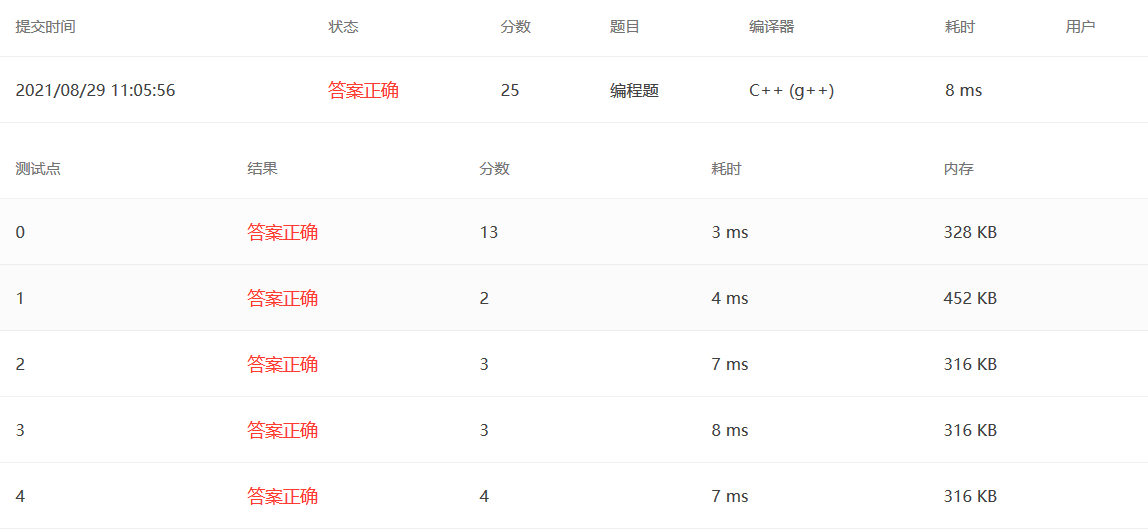 提交时间 状态 分数 题目 编译器 耗时 用户
2021/08/29 11:05:56 答案正确 25 编程题 C++ (g++) 8 ms
测试点 结果 分数 耗时 内存
0 答案正确 13 3 ms 328 KB
1 答案正确 2 4 ms 452 KB
2 答案正确 3 7 ms 316 KB
3 答案正确 3 8 ms 316 KB
4 答案正确 4 7 ms 316 KB